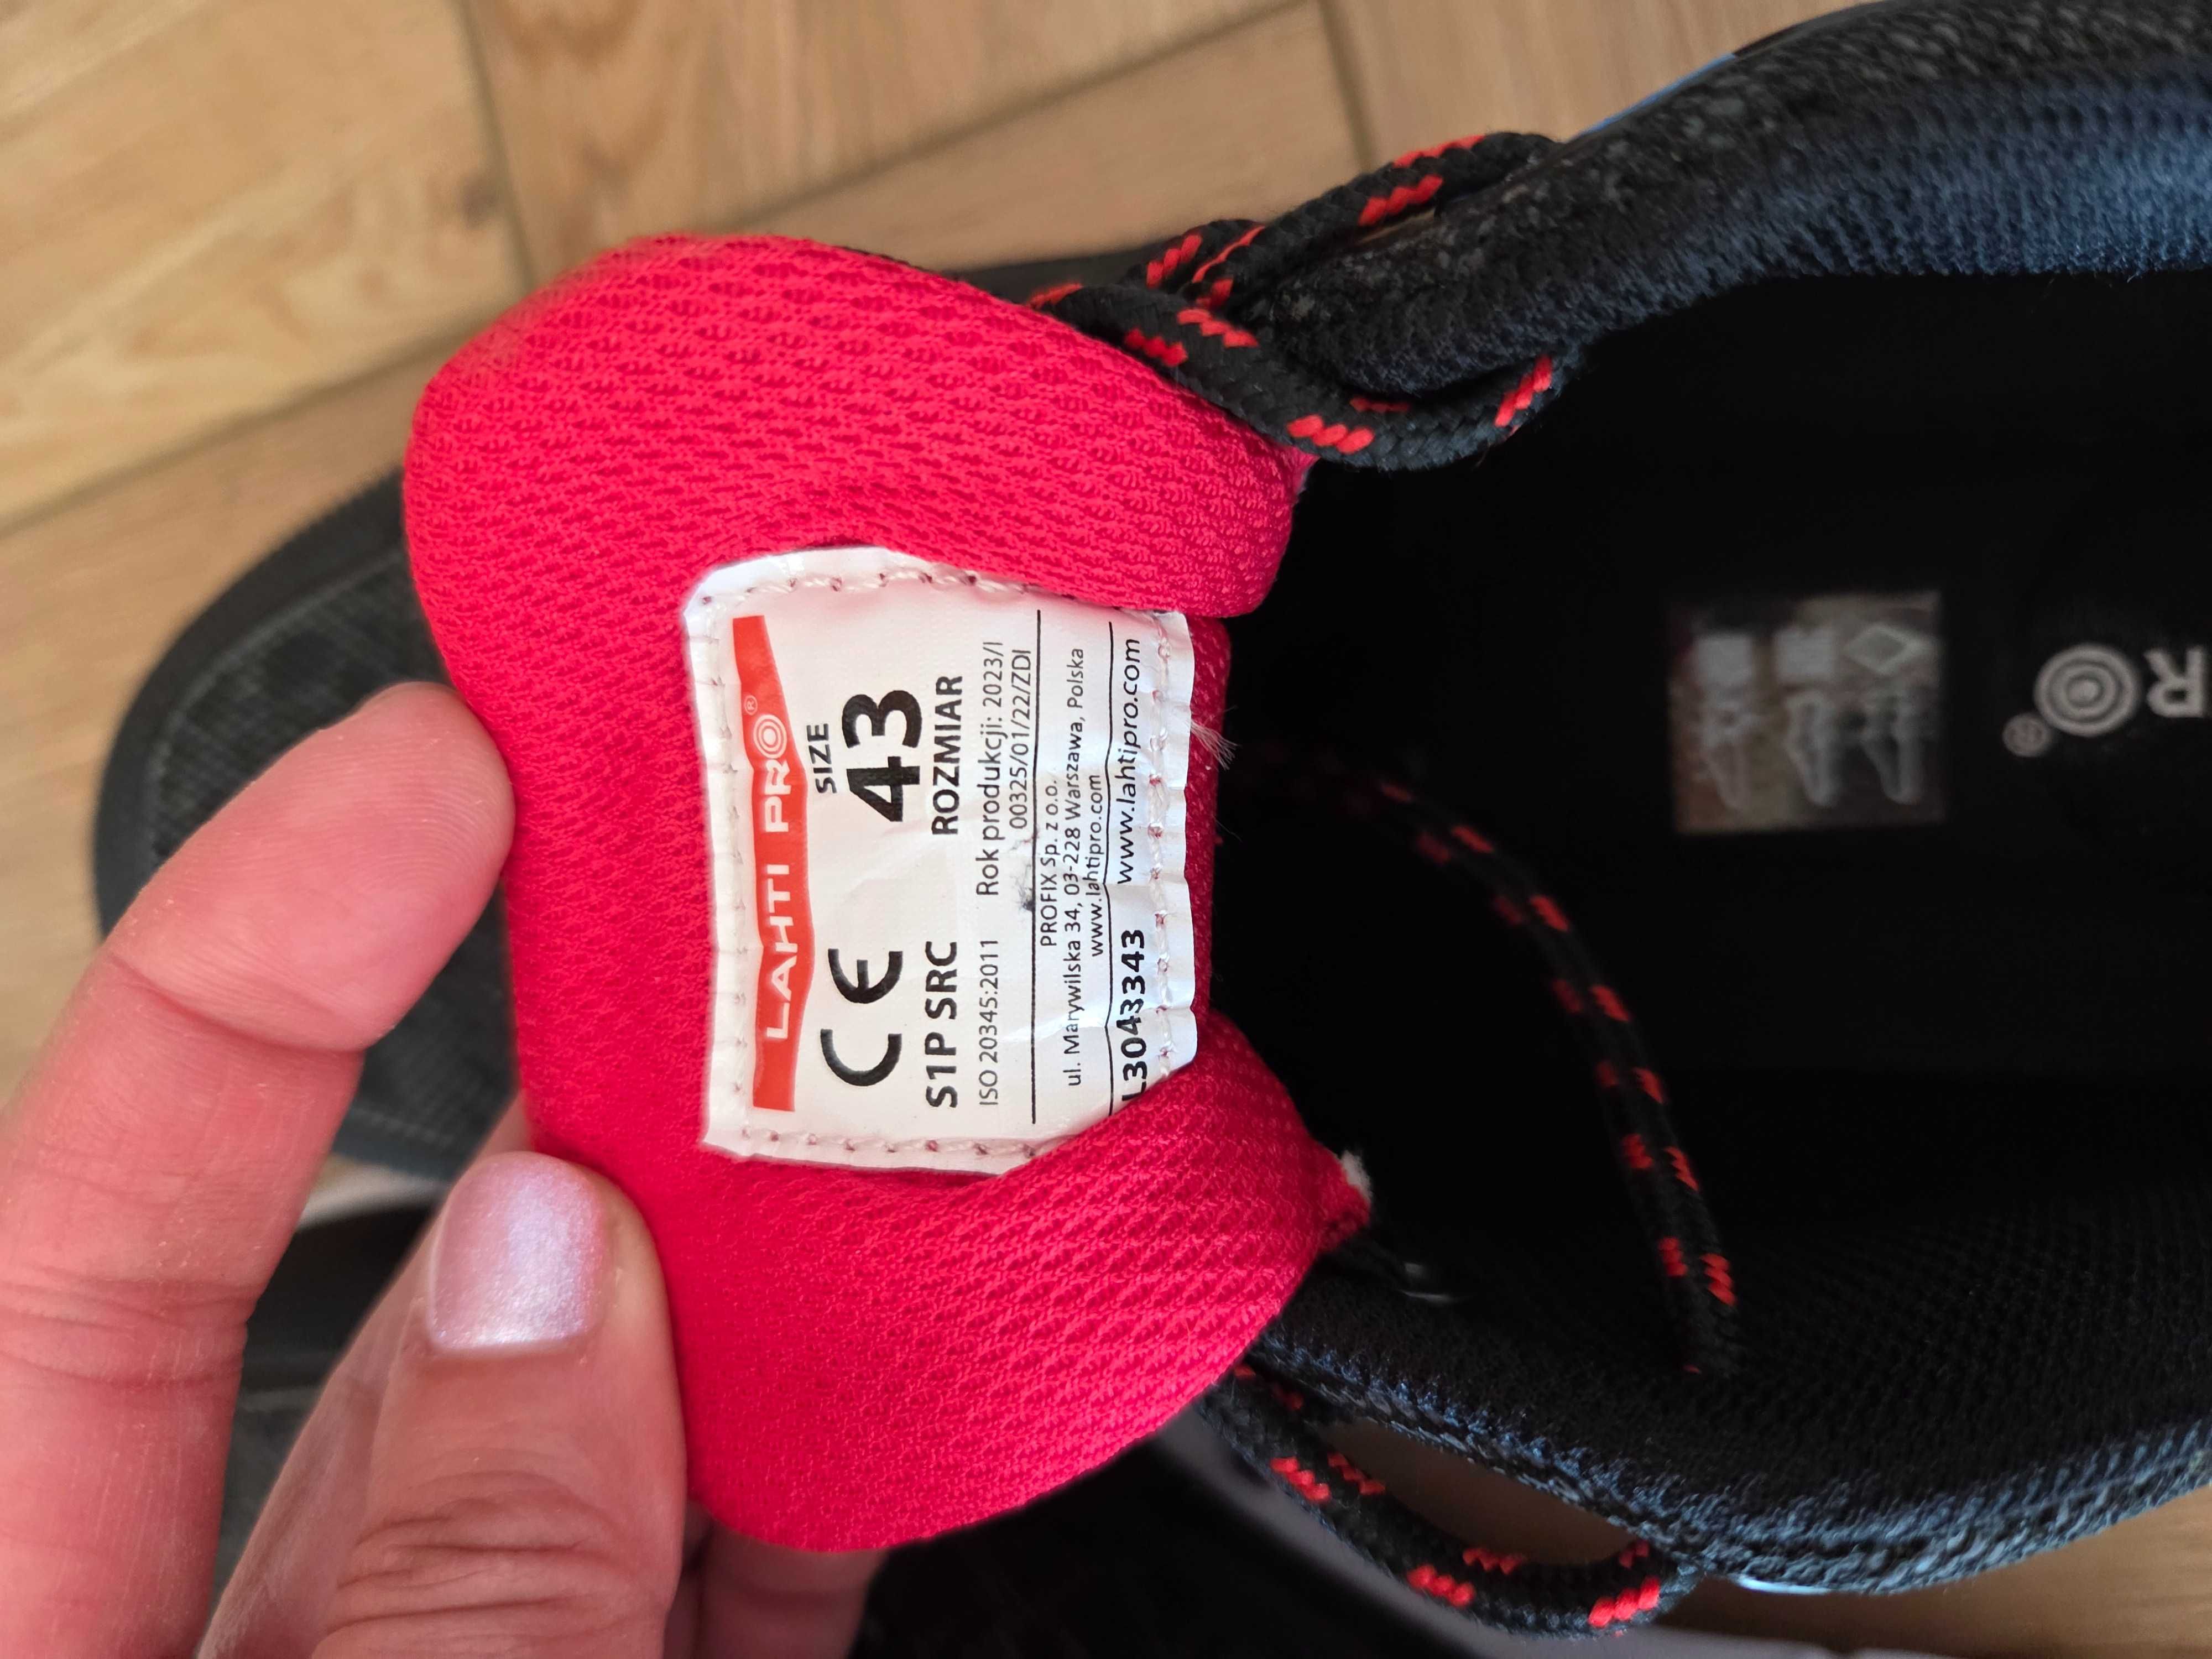 LAHTI PRO®
SIZE
CE 43
S1P SRC ROZMIAR
ISO 20345:2011 Rok produkcji: 2023/I
00325/01/22/ZDI
PROFIX Sp. z o.o.
ul. Marywilska 34, 03-228 Warszawa, Polska
www.lahtipro.com
L3043343 www.lahtipro.com
RO®